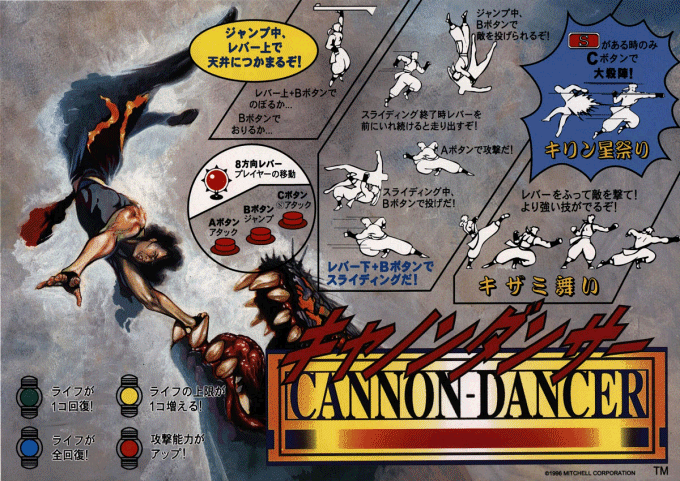 ジャンプ中、
レバー上で
天井につかまるぞ!
レバー上+Bボタンで
のぼるか…
Bボタンで
おりるか…
ジャンプ中、
Bボタンで
敵を投げられるぞ!
スライディング終了時レバーを
前にいれ続けると走り出すぞ!
Aボタンで攻撃だ!
スライディング中、
Bボタンで投げだ!
レバー下+Bボタンで
スライディングだ!
S がある時のみ
Cボタンで
大殺陣!
キリン星祭り
レバーをふって敵を撃て!
より強い技がでるぞ!
キザミ舞い
8方向レバー
プレイヤーの移動
Aボタン
アタック
Bボタン
ジャンプ
Cボタン
Ⓢアタック
キャノンダンサー
CANNON-DANCER
ライフが
1コ回復!
ライフの上限が
1コ増える!
ライフが
全回復!
攻撃能力が
アップ!
©1996 MITCHELL CORPORATION
TM